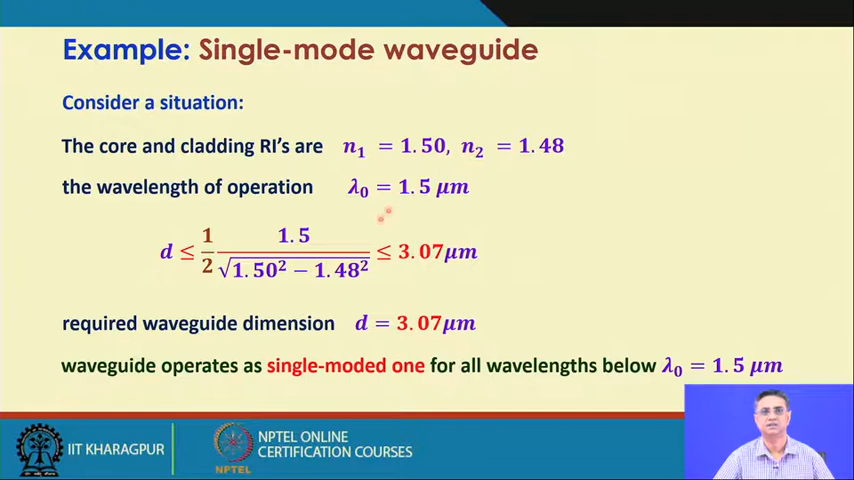 Example: Single-mode waveguide
Consider a situation:
The core and cladding RI's are n₁ = 1.50, n₂ = 1.48
the wavelength of operation λ₀ = 1.5 μm
d ≤ 1/2 1.5/√(1.50² − 1.48²) ≤ 3.07μm
required waveguide dimension d = 3.07μm
waveguide operates as single-moded one for all wavelengths below λ₀ = 1.5 μm
IIT KHARAGPUR
NPTEL
NPTEL ONLINE
CERTIFICATION COURSES